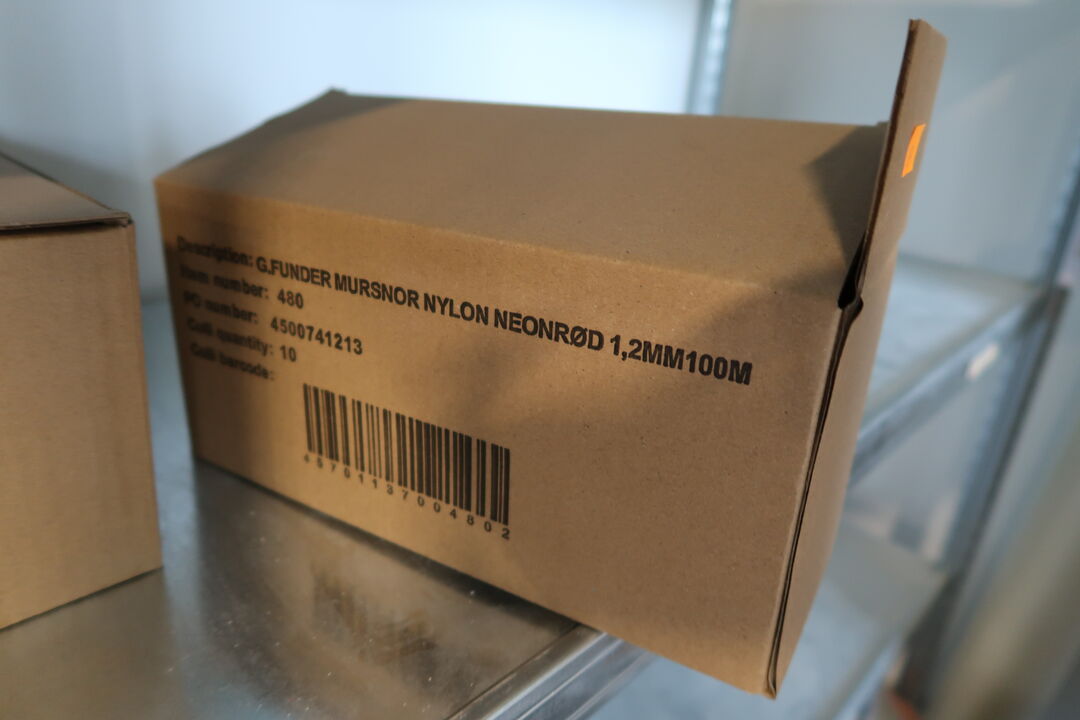 Description: G.FUNDER MURSNOR NYLON NEONRØD 1,2MM100M
Item number: 480
PO number: 4500741213
Colli quantity: 10
Colli barcode:
45701137004802